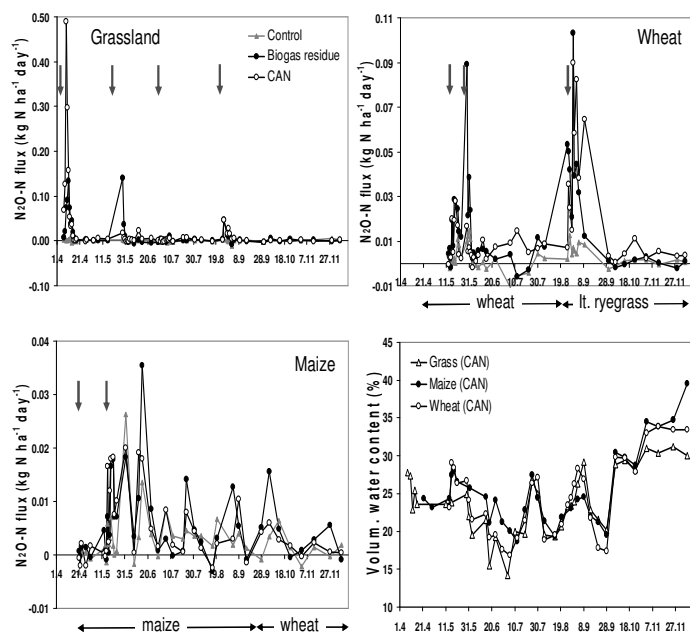 Grassland
Control
Biogas residue
CAN
N2O-N flux (kg N ha⁻¹ day⁻¹)
0.50
0.40
0.30
0.20
0.10
0.00
-0.10
1.4 21.4 11.5 31.5 20.6 10.7 30.7 19.8 8.9 28.9 18.10 7.11 27.11
Wheat
N2O-N flux (kg N ha⁻¹ day⁻¹)
0.11
0.09
0.07
0.05
0.03
0.01
-0.01
1.4 21.4 11.5 31.5 20.6 10.7 30.7 19.8 8.9 28.9 18.10 7.11 27.11
wheat It. ryegrass
Maize
N2O-N flux (kg N ha⁻¹ day⁻¹)
0.04
0.03
0.02
0.01
0
-0.01
1.4 21.4 11.5 31.5 20.6 10.7 30.7 19.8 8.9 28.9 18.10 7.11 27.11
maize wheat
Grass (CAN)
Maize (CAN)
Wheat (CAN)
Volum. water content (%)
45
40
35
30
25
20
15
10
1.4 21.4 11.5 31.5 20.6 10.7 30.7 19.8 8.9 28.9 18.10 7.11 27.11